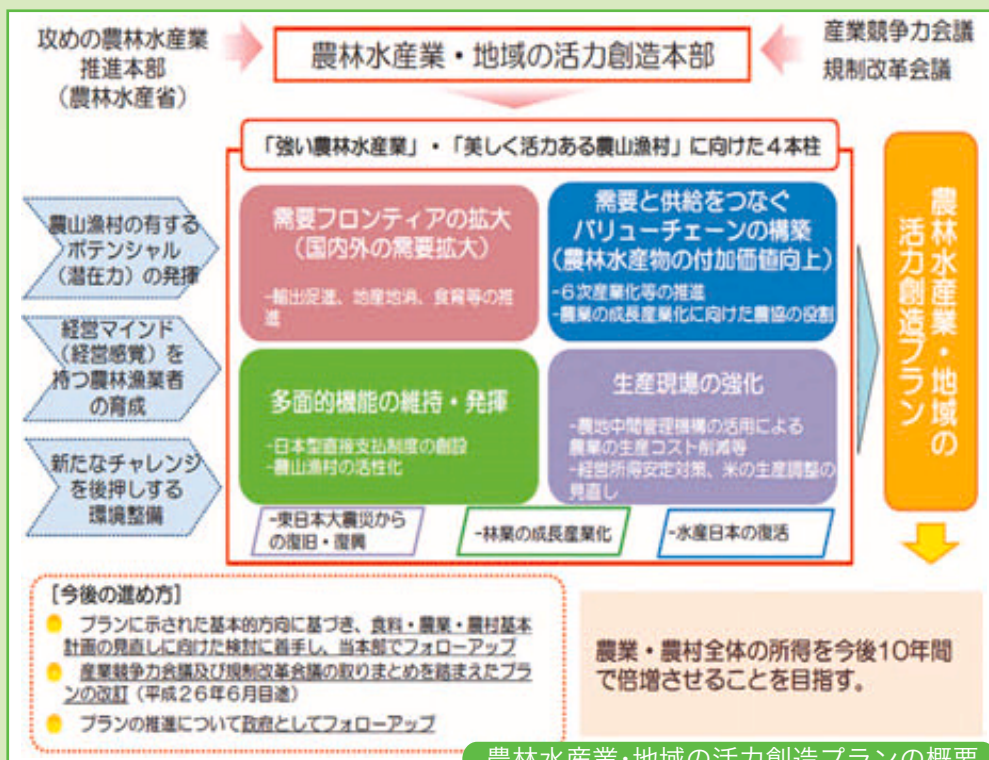 攻めの農林水産業
推進本部
（農林水産省）
農林水産業・地域の活力創造本部
産業競争力会議
規制改革会議
「強い農林水産業」・「美しく活力ある農山漁村」に向けた4本柱
農山漁村の有する
ポテンシャル
（潜在力）の発揮
経営マインド
（経営感覚）を
持つ農林漁業者
の育成
新たなチャレンジ
を後押しする
環境整備
需要フロンティアの拡大
（国内外の需要拡大）
-輸出促進、地産地消、食育等の推
進
需要と供給をつなぐ
バリューチェーンの構築
（農林水産物の付加価値向上）
-6次産業化等の推進
-農業の成長産業化に向けた農協の役割
多面的機能の維持・発揮
-日本型直接支払制度の創設
-農山漁村の活性化
生産現場の強化
-農地中間管理機構の活用による
農業の生産コスト削減等
-経営所得安定対策、米の生産調整の
見直し
-東日本大震災から
の復旧・復興
-林業の成長産業化
-水産日本の復活
農林水産業・地域の
活力創造プラン
［今後の進め方］
プランに示された基本的方向に基づき、食料・農業・農村基本
計画の見直しに向けた検討に着手し、当本部でフォローアップ
産業競争力会議及び規制改革会議の取りまとめを踏まえたプラ
ンの改訂（平成26年6月目途）
プランの推進について政府としてフォローアップ
農業・農村全体の所得を今後10年間
で倍増させることを目指す。
農林水産業・地域の活力創造プランの概要